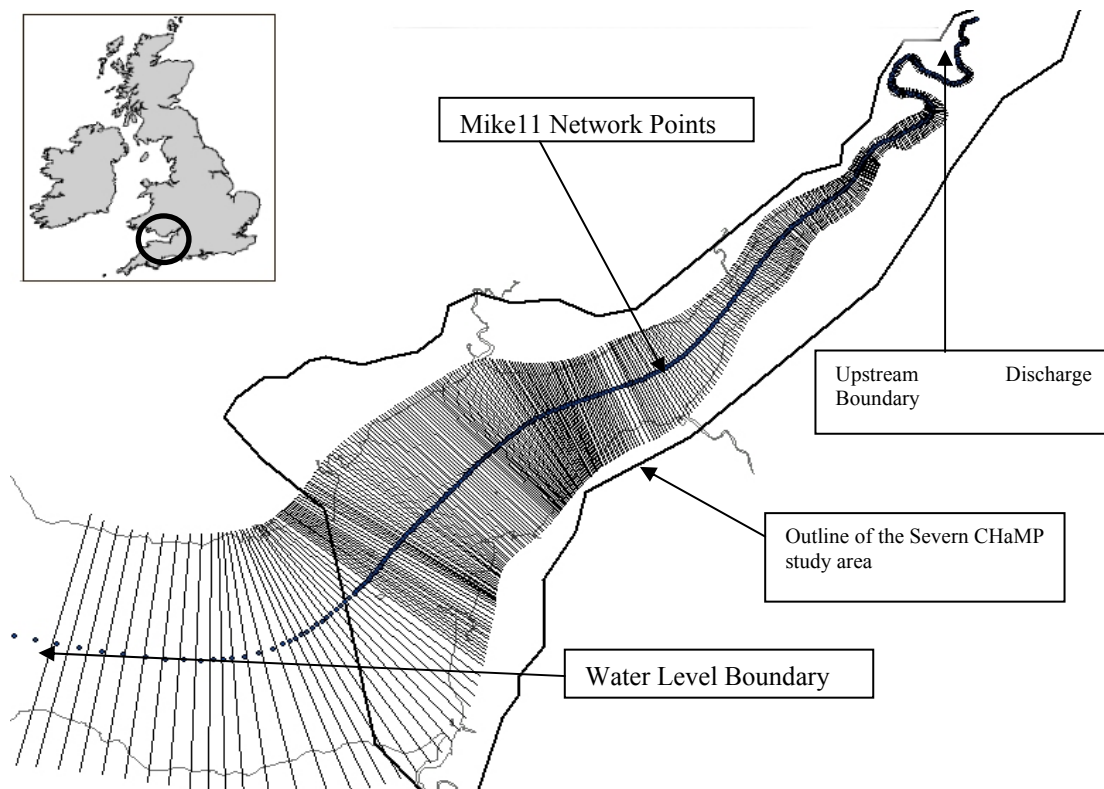 Mike11 Network Points
Upstream Discharge
Boundary
Outline of the Severn CHaMP
study area
Water Level Boundary